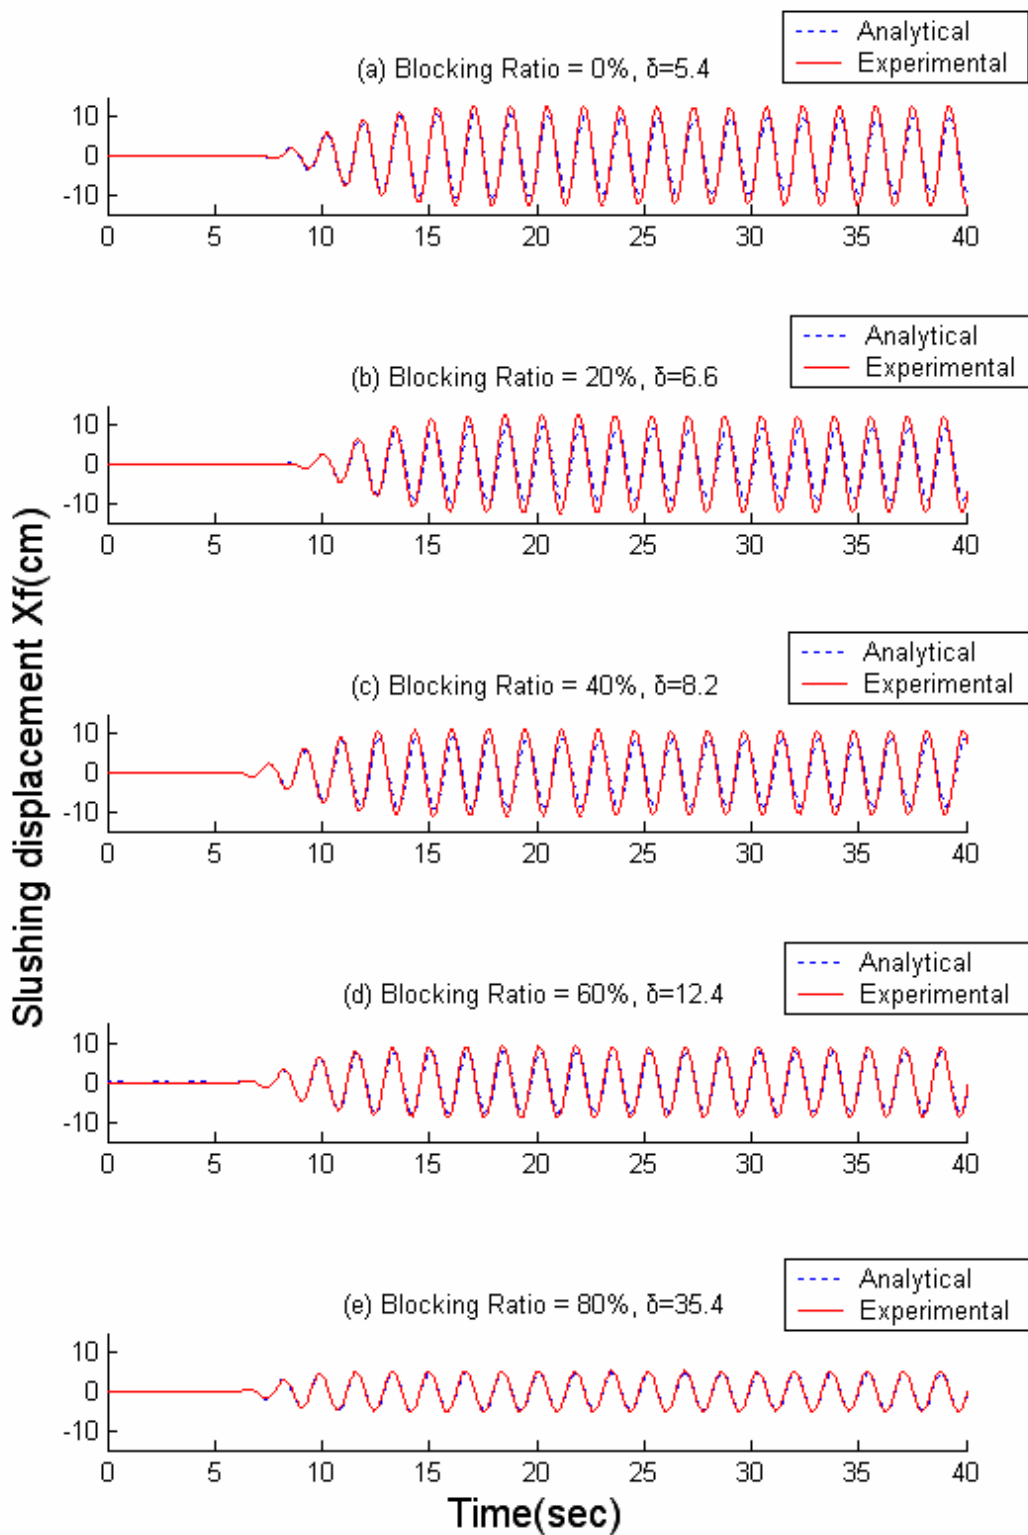 Analytical
Experimental
(a) Blocking Ratio = 0%, δ=5.4
10
0
-10
0 5 10 15 20 25 30 35 40
Analytical
Experimental
(b) Blocking Ratio = 20%, δ=6.6
10
0
-10
0 5 10 15 20 25 30 35 40
Analytical
Experimental
(c) Blocking Ratio = 40%, δ=8.2
10
0
-10
0 5 10 15 20 25 30 35 40
Analytical
Experimental
(d) Blocking Ratio = 60%, δ=12.4
10
0
-10
0 5 10 15 20 25 30 35 40
Analytical
Experimental
(e) Blocking Ratio = 80%, δ=35.4
10
0
-10
0 5 10 15 20 25 30 35 40
Slushing displacement Xf(cm)
Time(sec)